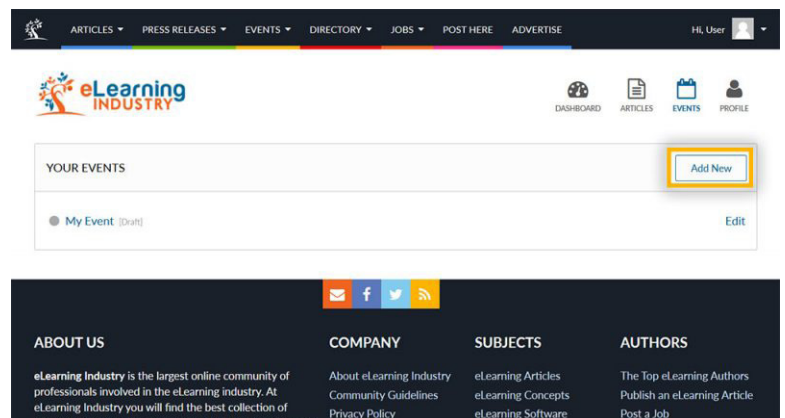 ARTICLES PRESS RELEASES EVENTS DIRECTORY JOBS POST HERE ADVERTISE Hi, User
eLearning
INDUSTRY
DASHBOARD ARTICLES EVENTS PROFILE
YOUR EVENTS Add New
My Event [Draft] Edit
ABOUT US COMPANY SUBJECTS AUTHORS
eLearning Industry is the largest online community of About eLearning Industry eLearning Articles The Top eLearning Authors
professionals involved in the eLearning industry. At Community Guidelines eLearning Concepts Publish an eLearning Article
eLearning Industry you will find the best collection of Privacy Policy eLearning Software Post a Job